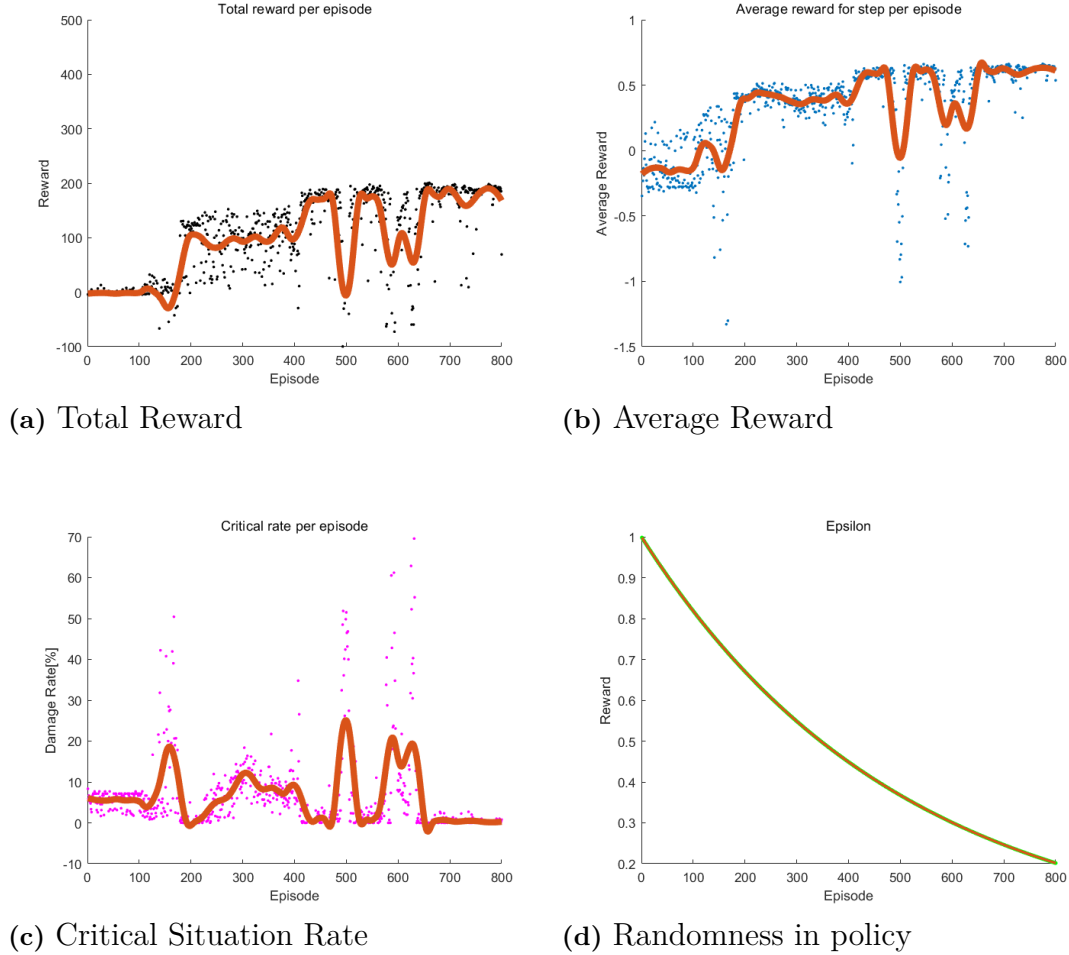 Total reward per episode
500
400
300
200
100
0
-100
Reward
0 100 200 300 400 500 600 700 800
Episode
(a) Total Reward
Average reward for step per episode
1
0.5
0
-0.5
-1
-1.5
Average Reward
0 100 200 300 400 500 600 700 800
Episode
(b) Average Reward
Critical rate per episode
70
60
50
40
30
20
10
0
-10
Damage Rate[%]
0 100 200 300 400 500 600 700 800
Episode
(c) Critical Situation Rate
Epsilon
1
0.9
0.8
0.7
0.6
0.5
0.4
0.3
0.2
Reward
0 100 200 300 400 500 600 700 800
Episode
(d) Randomness in policy